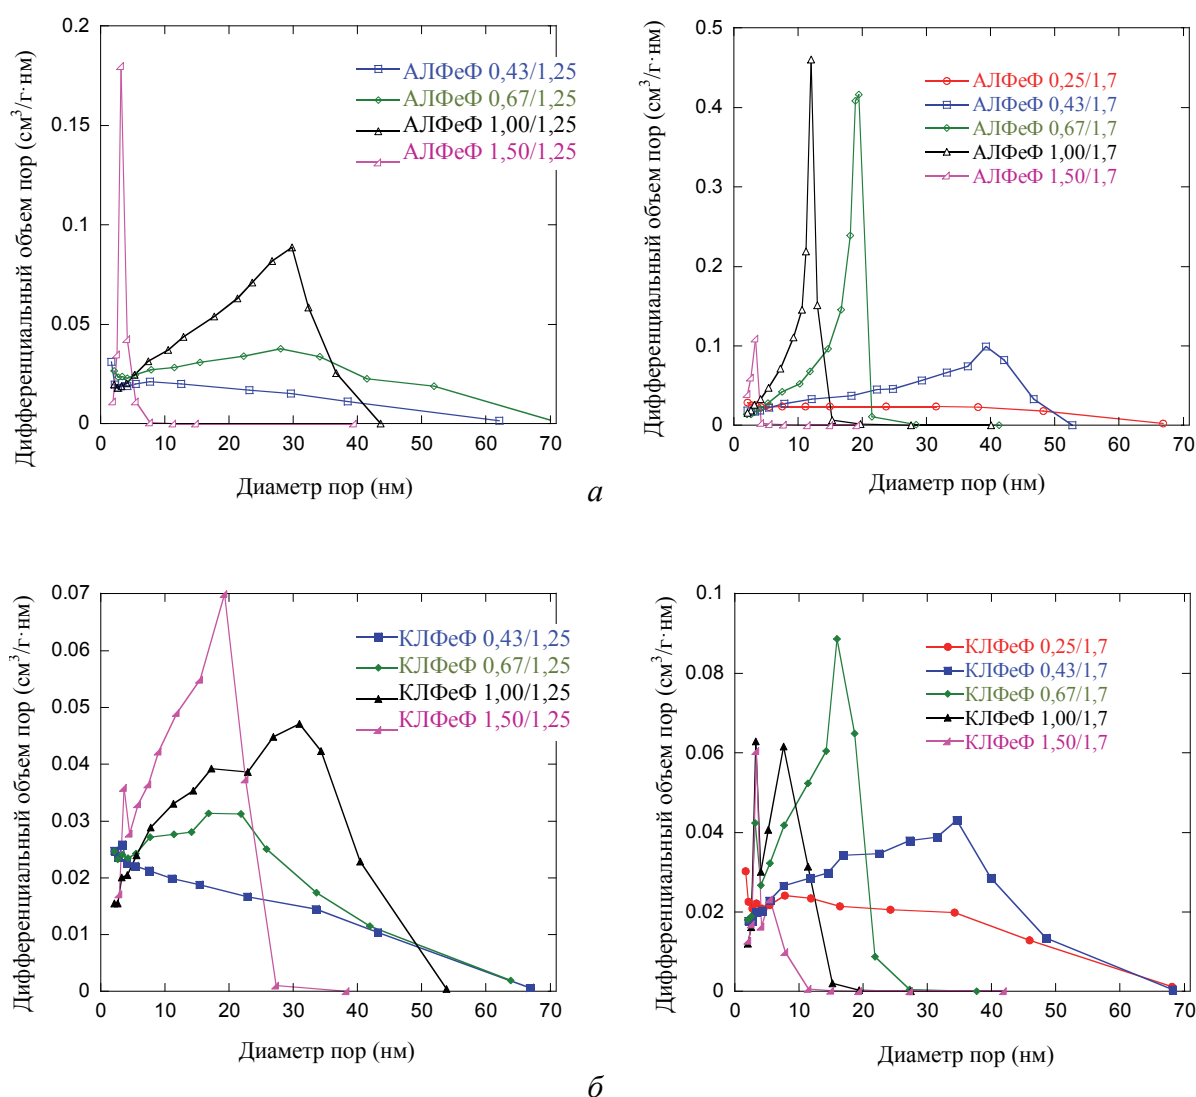 Дифференциальный объем пор (см³/г·нм)
0.2
0.15
0.1
0.05
0
АЛФеФ 0,43/1,25
АЛФеФ 0,67/1,25
АЛФеФ 1,00/1,25
АЛФеФ 1,50/1,25
0 10 20 30 40 50 60 70
Диаметр пор (нм)
Дифференциальный объем пор (см³/г·нм)
0.5
0.4
0.3
0.2
0.1
0
АЛФеФ 0,25/1,7
АЛФеФ 0,43/1,7
АЛФеФ 0,67/1,7
АЛФеФ 1,00/1,7
АЛФеФ 1,50/1,7
0 10 20 30 40 50 60 70
Диаметр пор (нм)
а
Дифференциальный объем пор (см³/г·нм)
0.07
0.06
0.05
0.04
0.03
0.02
0.01
0
КЛФеФ 0,43/1,25
КЛФеФ 0,67/1,25
КЛФеФ 1,00/1,25
КЛФеФ 1,50/1,25
0 10 20 30 40 50 60 70
Диаметр пор (нм)
Дифференциальный объем пор (см³/г·нм)
0.1
0.08
0.06
0.04
0.02
0
КЛФеФ 0,25/1,7
КЛФеФ 0,43/1,7
КЛФеФ 0,67/1,7
КЛФеФ 1,00/1,7
КЛФеФ 1,50/1,7
0 10 20 30 40 50 60 70
Диаметр пор (нм)
б